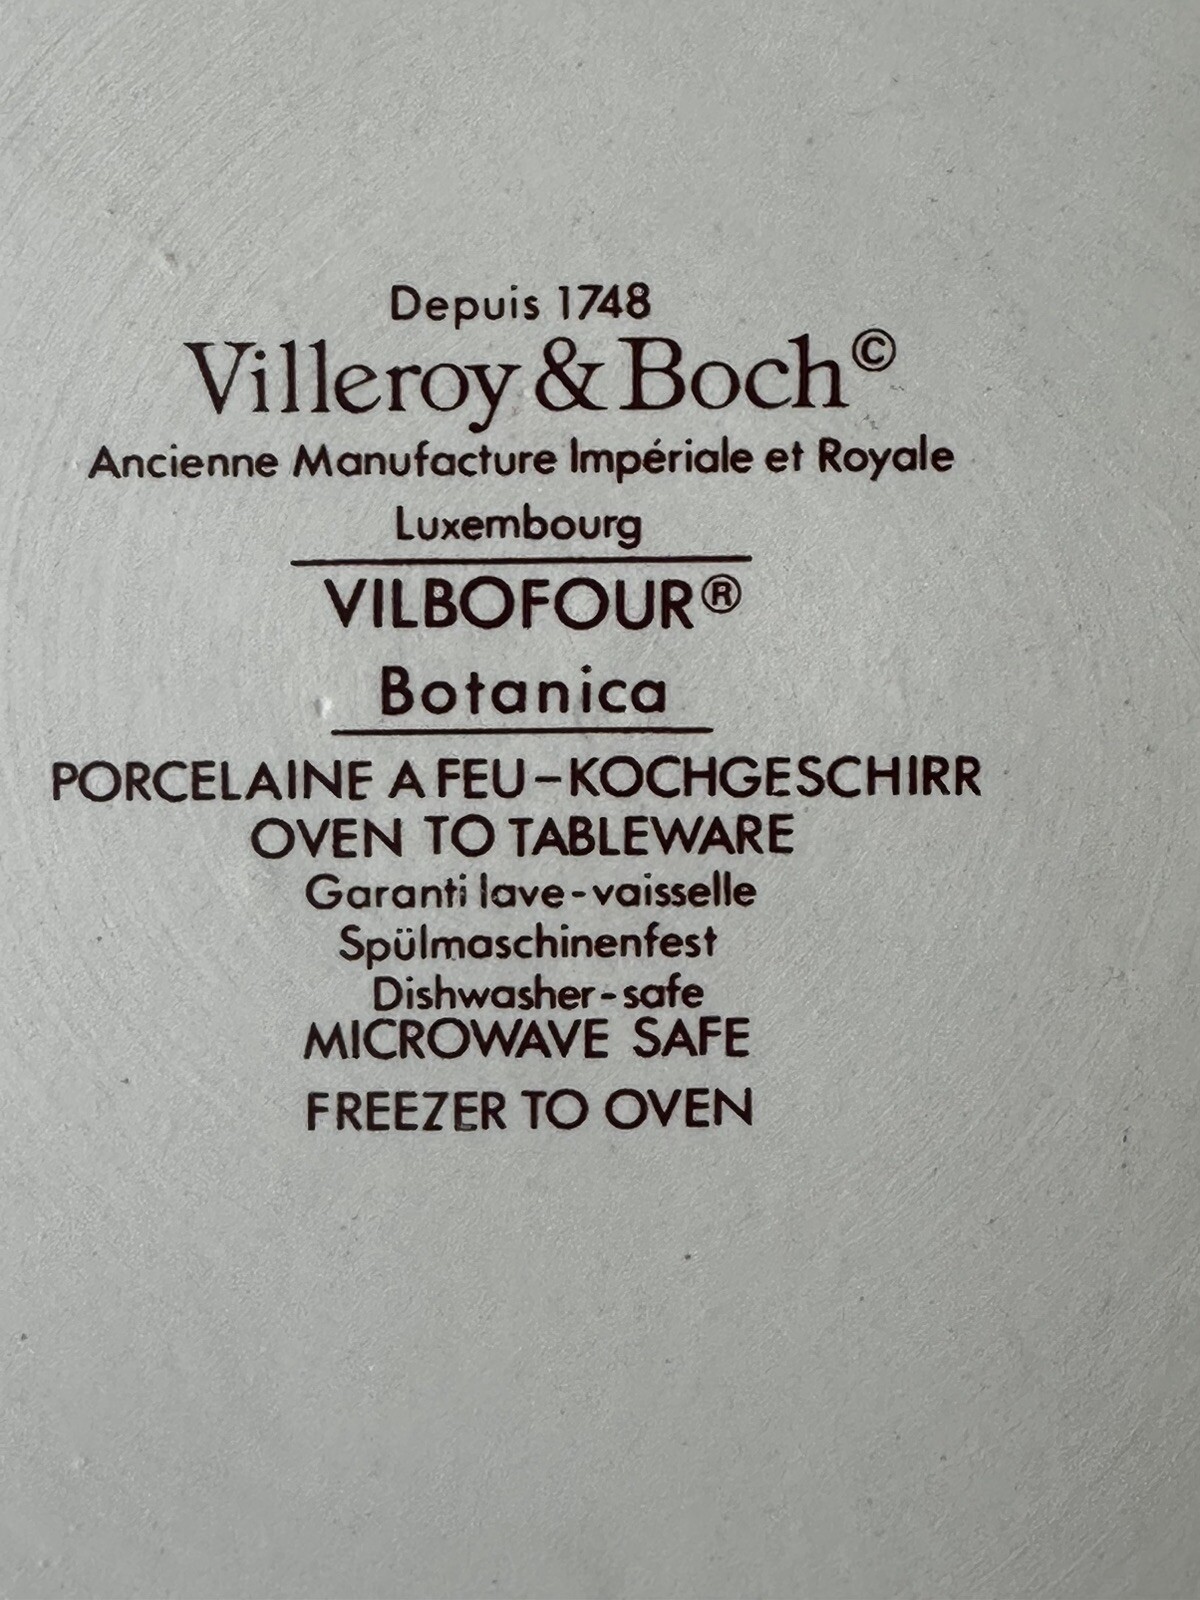 Depuis 1748
Villeroy & Boch©
Ancienne Manufacture Impériale et Royale
Luxembourg
VILBOFOUR®
Botanica
PORCELAINE A FEU-KOCHGESCHIRR
OVEN TO TABLEWARE
Garanti lave-vaisselle
Spülmaschinenfest
Dishwasher-safe
MICROWAVE SAFE
FREEZER TO OVEN